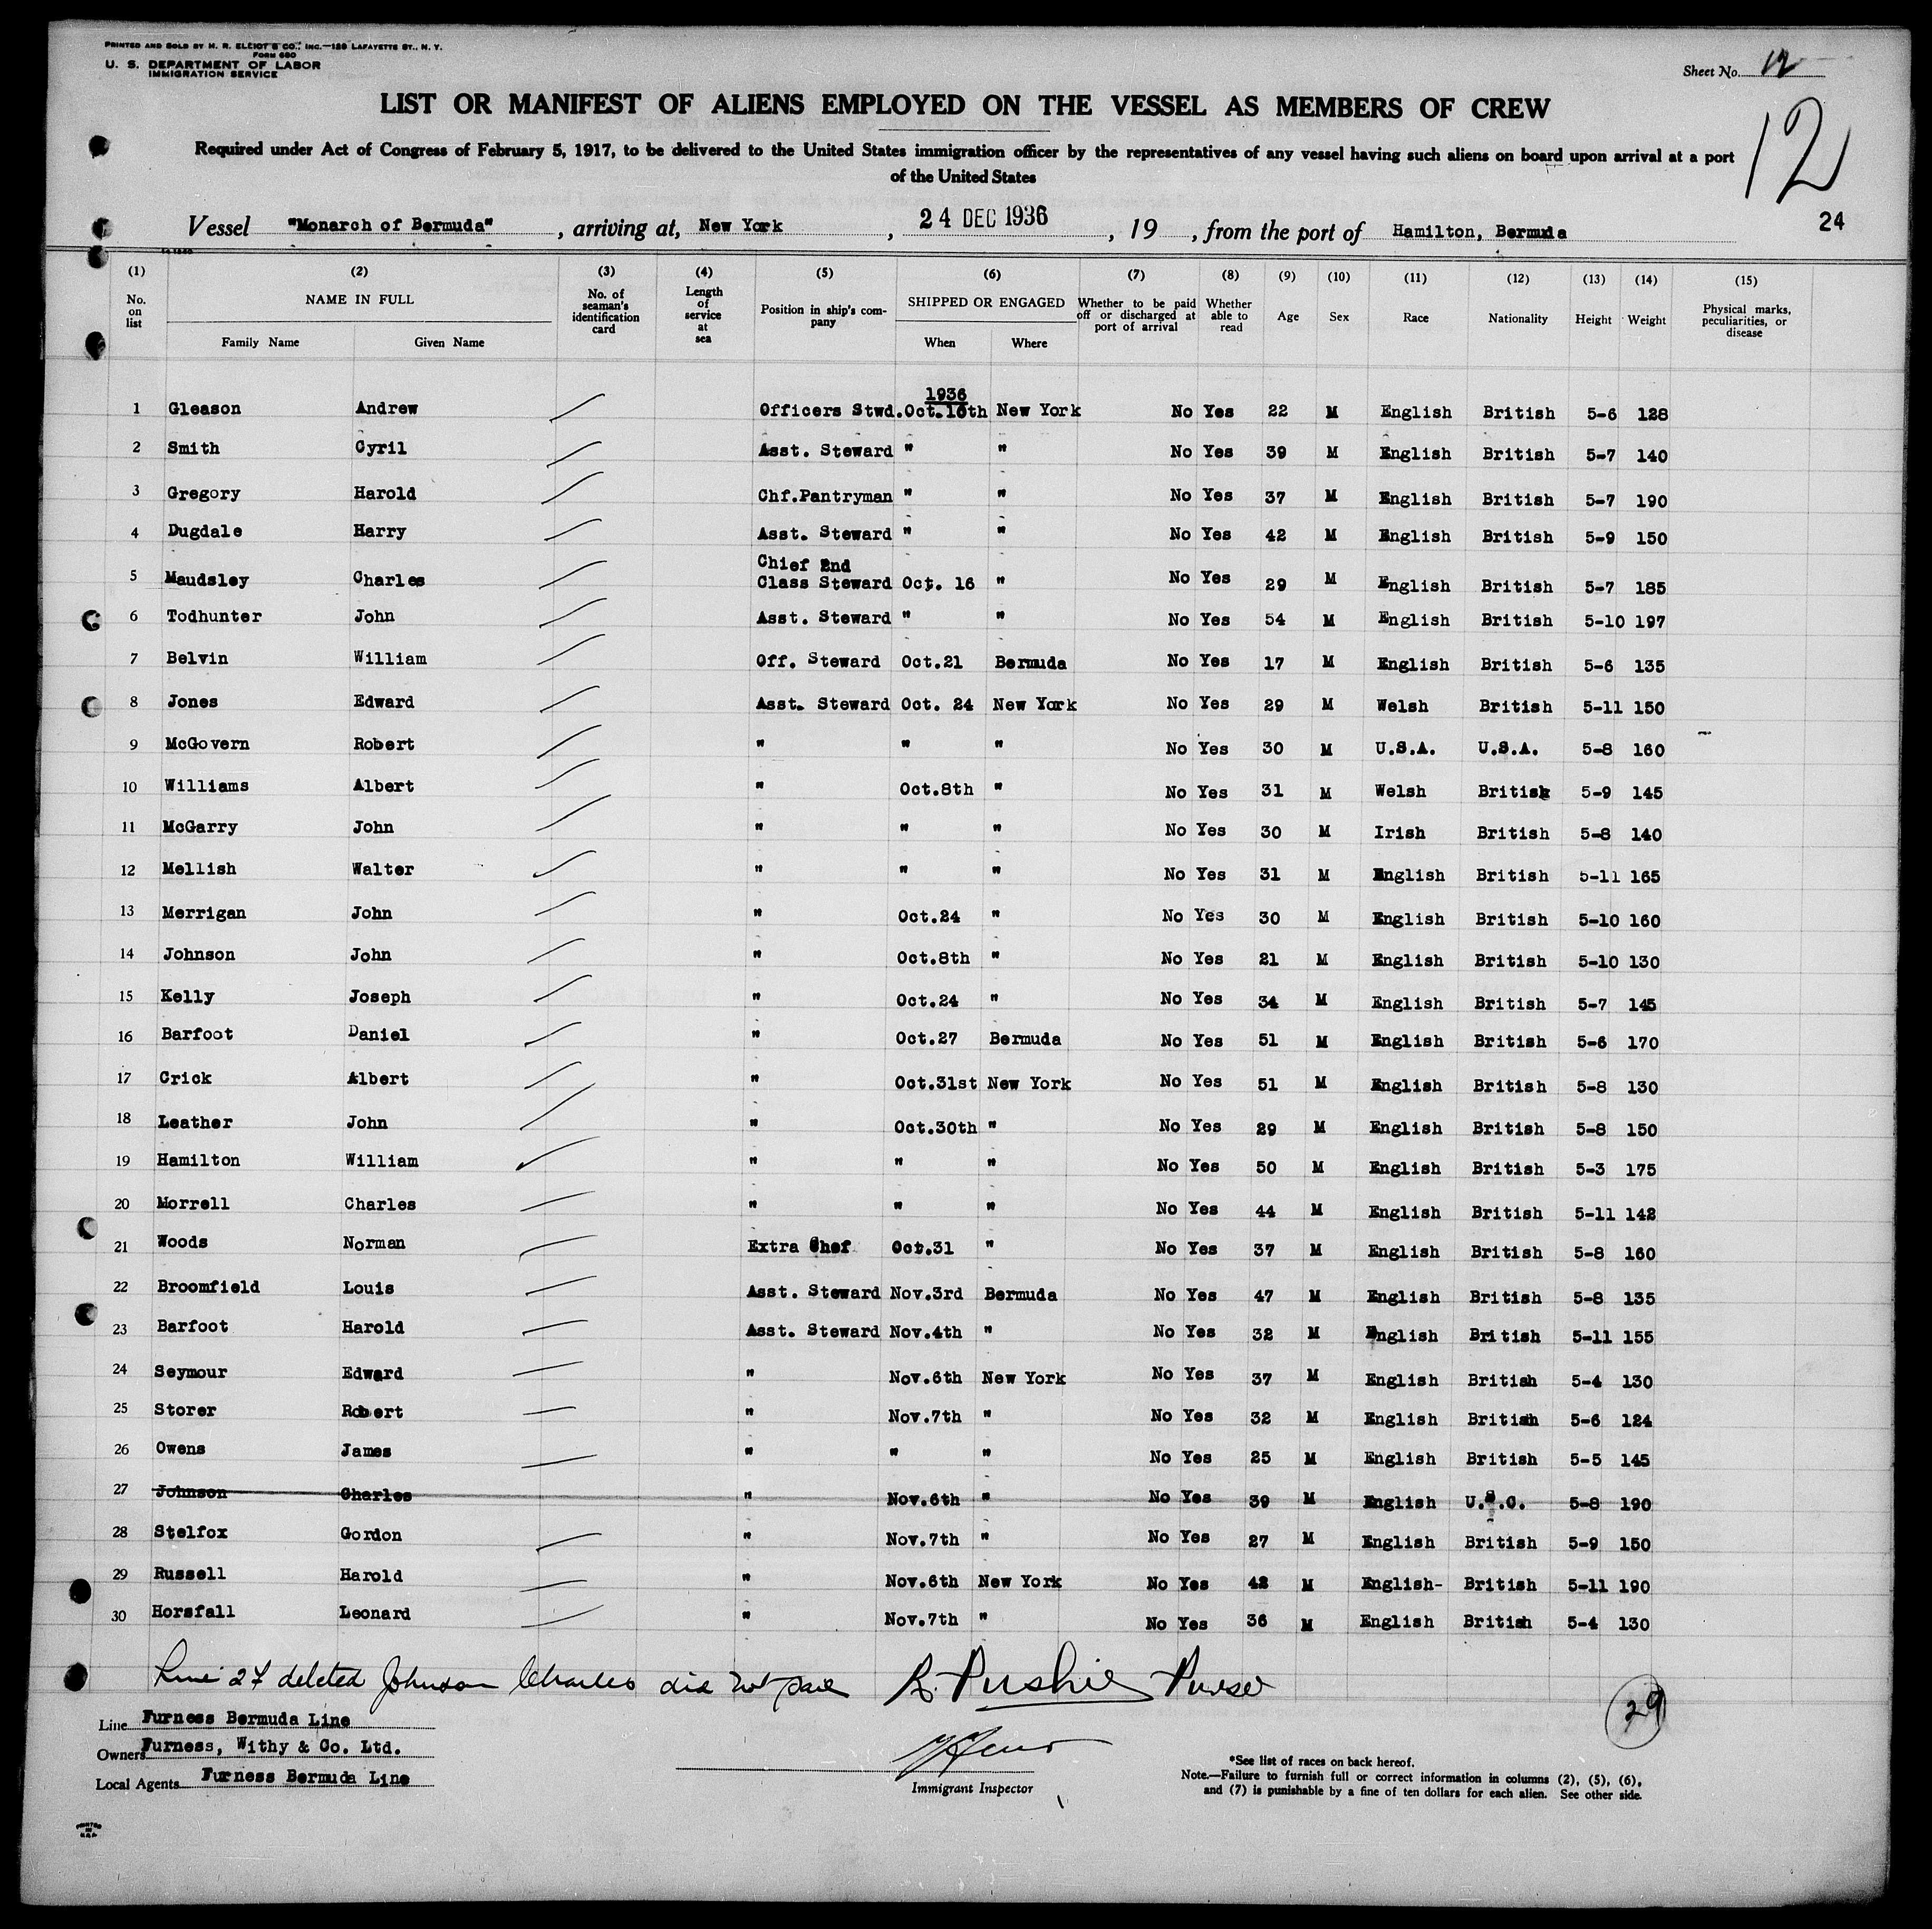 PRINTED AND SOLD BY H. R. ELLIOT & CO., INC.—129 LAFAYETTE ST., N. Y.
FORM 680
U. S. DEPARTMENT OF LABOR
IMMIGRATION SERVICE
Sheet No. 12
LIST OR MANIFEST OF ALIENS EMPLOYED ON THE VESSEL AS MEMBERS OF CREW
12
Required under Act of Congress of February 5, 1917, to be delivered to the United States immigration officer by the representatives of any vessel having such aliens on board upon arrival at a port
of the United States
Vessel "Monarch of Bermuda", arriving at, New York, 24 DEC 1936, 19 , from the port of Hamilton, Bermuda 24
(1) (2) (3) (4) (5) (6) (7) (8) (9) (10) (11) (12) (13) (14) (15)
No. on list NAME IN FULL Family Name Given Name No. of seaman's identification card Length of service at sea Position in ship's company SHIPPED OR ENGAGED When Where Whether to be paid off or discharged at port of arrival Whether able to read Age Sex Race Nationality Height Weight Physical marks, peculiarities, or disease
1936
1 Gleason Andrew Officers Stwd. Oct.10th New York No Yes 22 M English British 5-6 128
2 Smith Cyril Asst. Steward " " No Yes 39 M English British 5-7 140
3 Gregory Harold Chf.Pantryman " " No Yes 37 M English British 5-7 190
4 Dugdale Harry Asst. Steward " " No Yes 42 M English British 5-9 150
5 Maudsley Charles Chief 2nd Class Steward Oct. 16 " No Yes 29 M English British 5-7 185
6 Todhunter John Asst. Steward " " No Yes 54 M English British 5-10 197
7 Belvin William Off. Steward Oct.21 Bermuda No Yes 17 M English British 5-6 135
8 Jones Edward Asst. Steward Oct. 24 New York No Yes 29 M Welsh British 5-11 150
9 McGovern Robert " " " No Yes 30 M U.S.A. U.S.A. 5-8 160
10 Williams Albert " Oct.8th " No Yes 31 M Welsh British 5-9 145
11 McGarry John " " " No Yes 30 M Irish British 5-8 140
12 Mellish Walter " " " No Yes 31 M English British 5-11 165
13 Merrigan John " Oct.24 " No Yes 30 M English British 5-10 160
14 Johnson John " Oct.8th " No Yes 21 M English British 5-10 130
15 Kelly Joseph " Oct.24 " No Yes 34 M English British 5-7 145
16 Barfoot Daniel " Oct.27 Bermuda No Yes 51 M English British 5-6 170
17 Crick Albert " Oct.31st New York No Yes 51 M English British 5-8 130
18 Leather John " Oct.30th " No Yes 29 M English British 5-8 150
19 Hamilton William " " " No Yes 50 M English British 5-3 175
20 Morrell Charles " " " No Yes 44 M English British 5-11 142
21 Woods Norman Extra Chef Oct.31 " No Yes 37 M English British 5-8 160
22 Broomfield Louis Asst. Steward Nov.3rd Bermuda No Yes 47 M English British 5-8 135
23 Barfoot Harold Asst. Steward Nov.4th " No Yes 32 M English British 5-11 155
24 Seymour Edward " Nov.6th New York No Yes 37 M English British 5-4 130
25 Storer Robert " Nov.7th " No Yes 32 M English British 5-6 124
26 Owens James " " " No Yes 25 M English British 5-5 145
27 Johnson Charles " Nov.6th " No Yes 39 M English U.S.C. 5-8 190
28 Stelfox Gordon " Nov.7th " No Yes 27 M English British 5-9 150
29 Russell Harold " Nov.6th New York No Yes 42 M English- British 5-11 190
30 Horsfall Leonard " Nov.7th " No Yes 36 M English British 5-4 130
Line 27 deleted Johnson Charles did not sail R. Pushie Purser
29
Line Furness Bermuda Line
Owners Furness, Withy & Co. Ltd.
Local Agents Furness Bermuda Line
Immigrant Inspector
*See list of races on back hereof.
Note.—Failure to furnish full or correct information in columns (2), (5), (6),
and (7) is punishable by a fine of ten dollars for each alien. See other side.
PRINTED IN U.S.A.